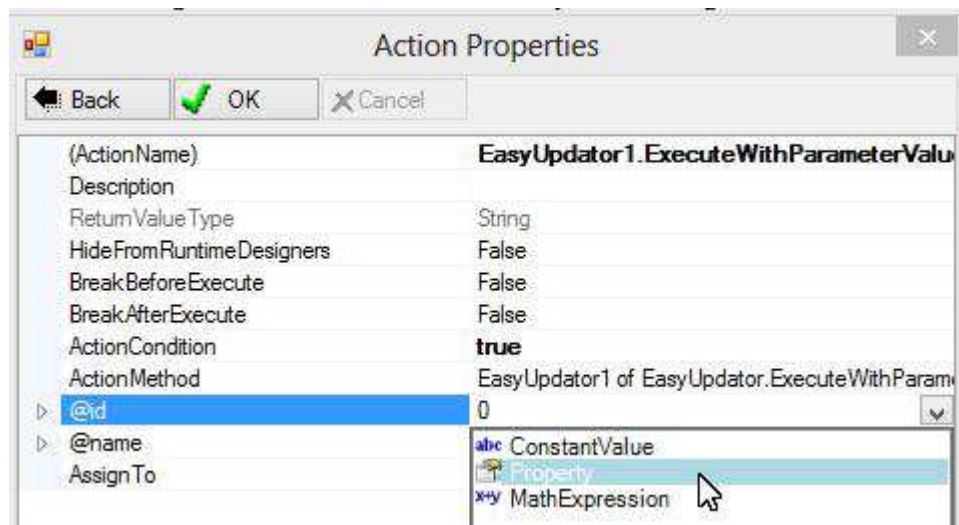 Action Properties
Back OK Cancel
(ActionName) EasyUpdator1.ExecuteWithParameterValu
Description
ReturnValueType String
HideFromRuntimeDesigners False
BreakBeforeExecute False
BreakAfterExecute False
ActionCondition true
ActionMethod EasyUpdator1 of EasyUpdator.ExecuteWithParam
@id 0
@name abc ConstantValue
Property
AssignTo x+y MathExpression